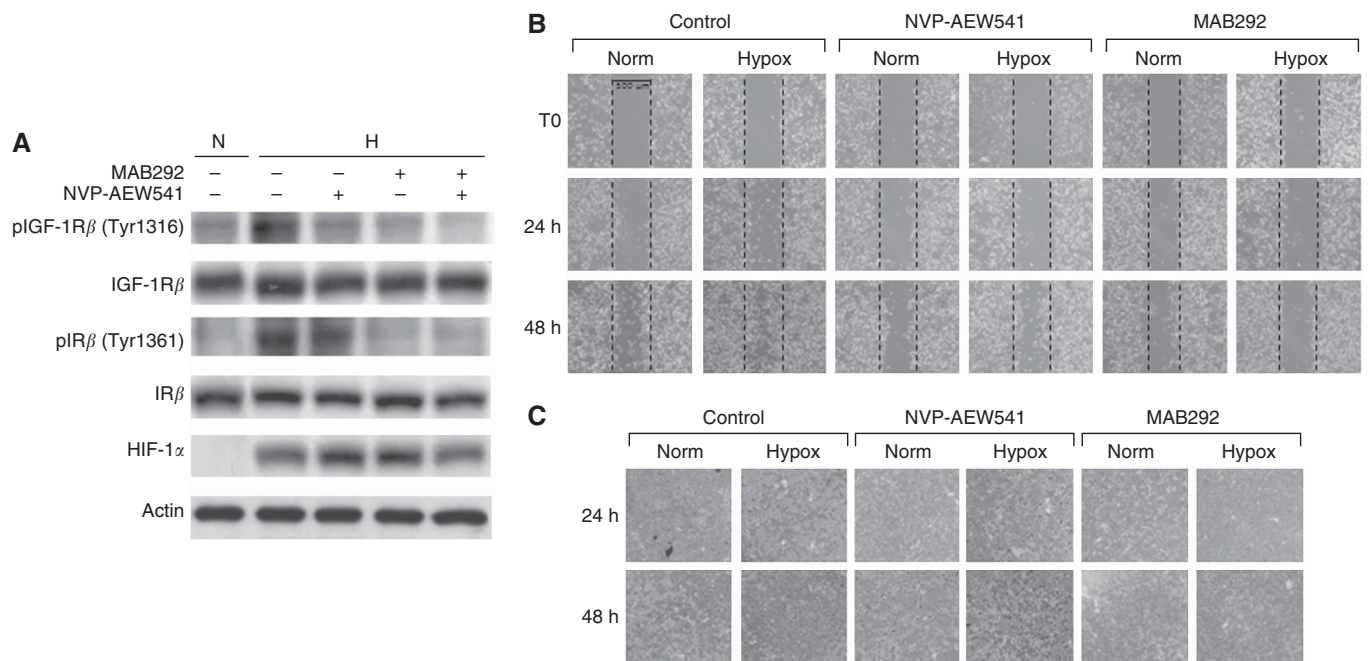 A
N H
MAB292 – – – + +
NVP-AEW541 – – + – +
pIGF-1Rβ (Tyr1316)
IGF-1Rβ
pIRβ (Tyr1361)
IRβ
HIF-1α
Actin
B
Control NVP-AEW541 MAB292
Norm Hypox Norm Hypox Norm Hypox
T0
24 h
48 h
C
Control NVP-AEW541 MAB292
Norm Hypox Norm Hypox Norm Hypox
24 h
48 h